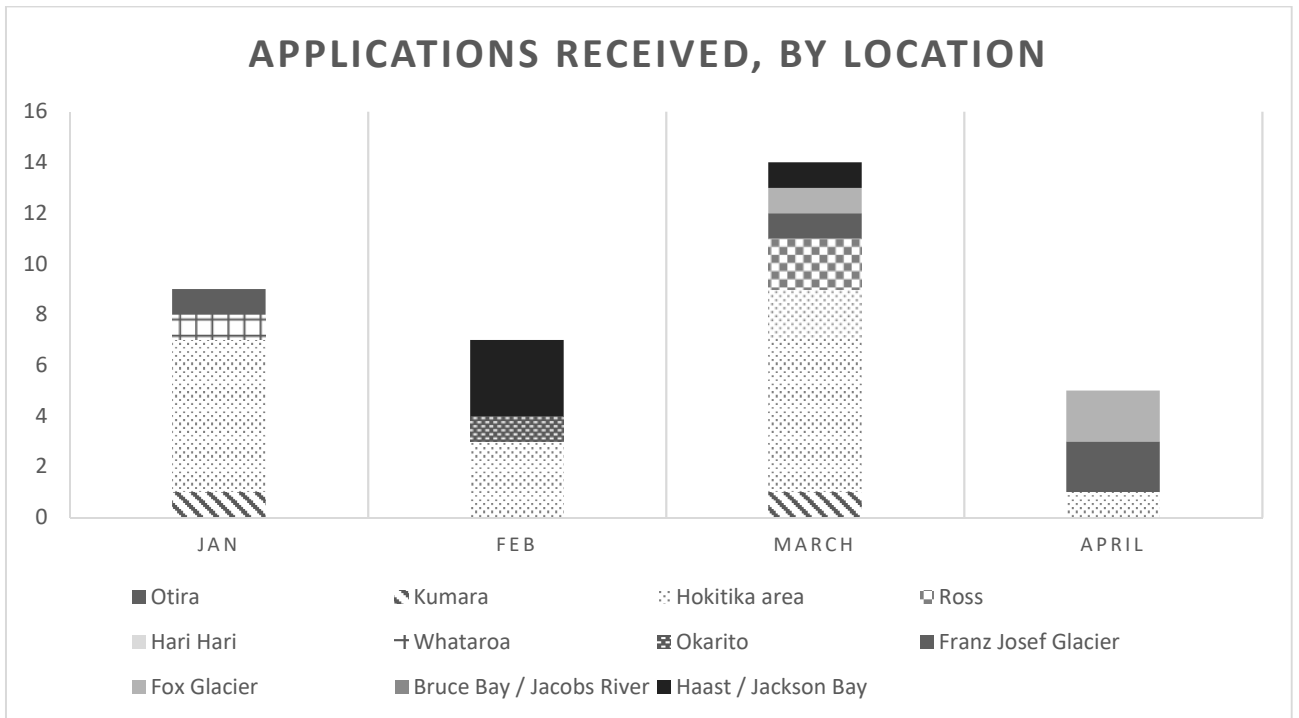 APPLICATIONS RECEIVED, BY LOCATION
16
14
12
10
8
6
4
2
0
JAN FEB MARCH APRIL
Otira Kumara Hokitika area Ross
Hari Hari Whataroa Okarito Franz Josef Glacier
Fox Glacier Bruce Bay / Jacobs River Haast / Jackson Bay